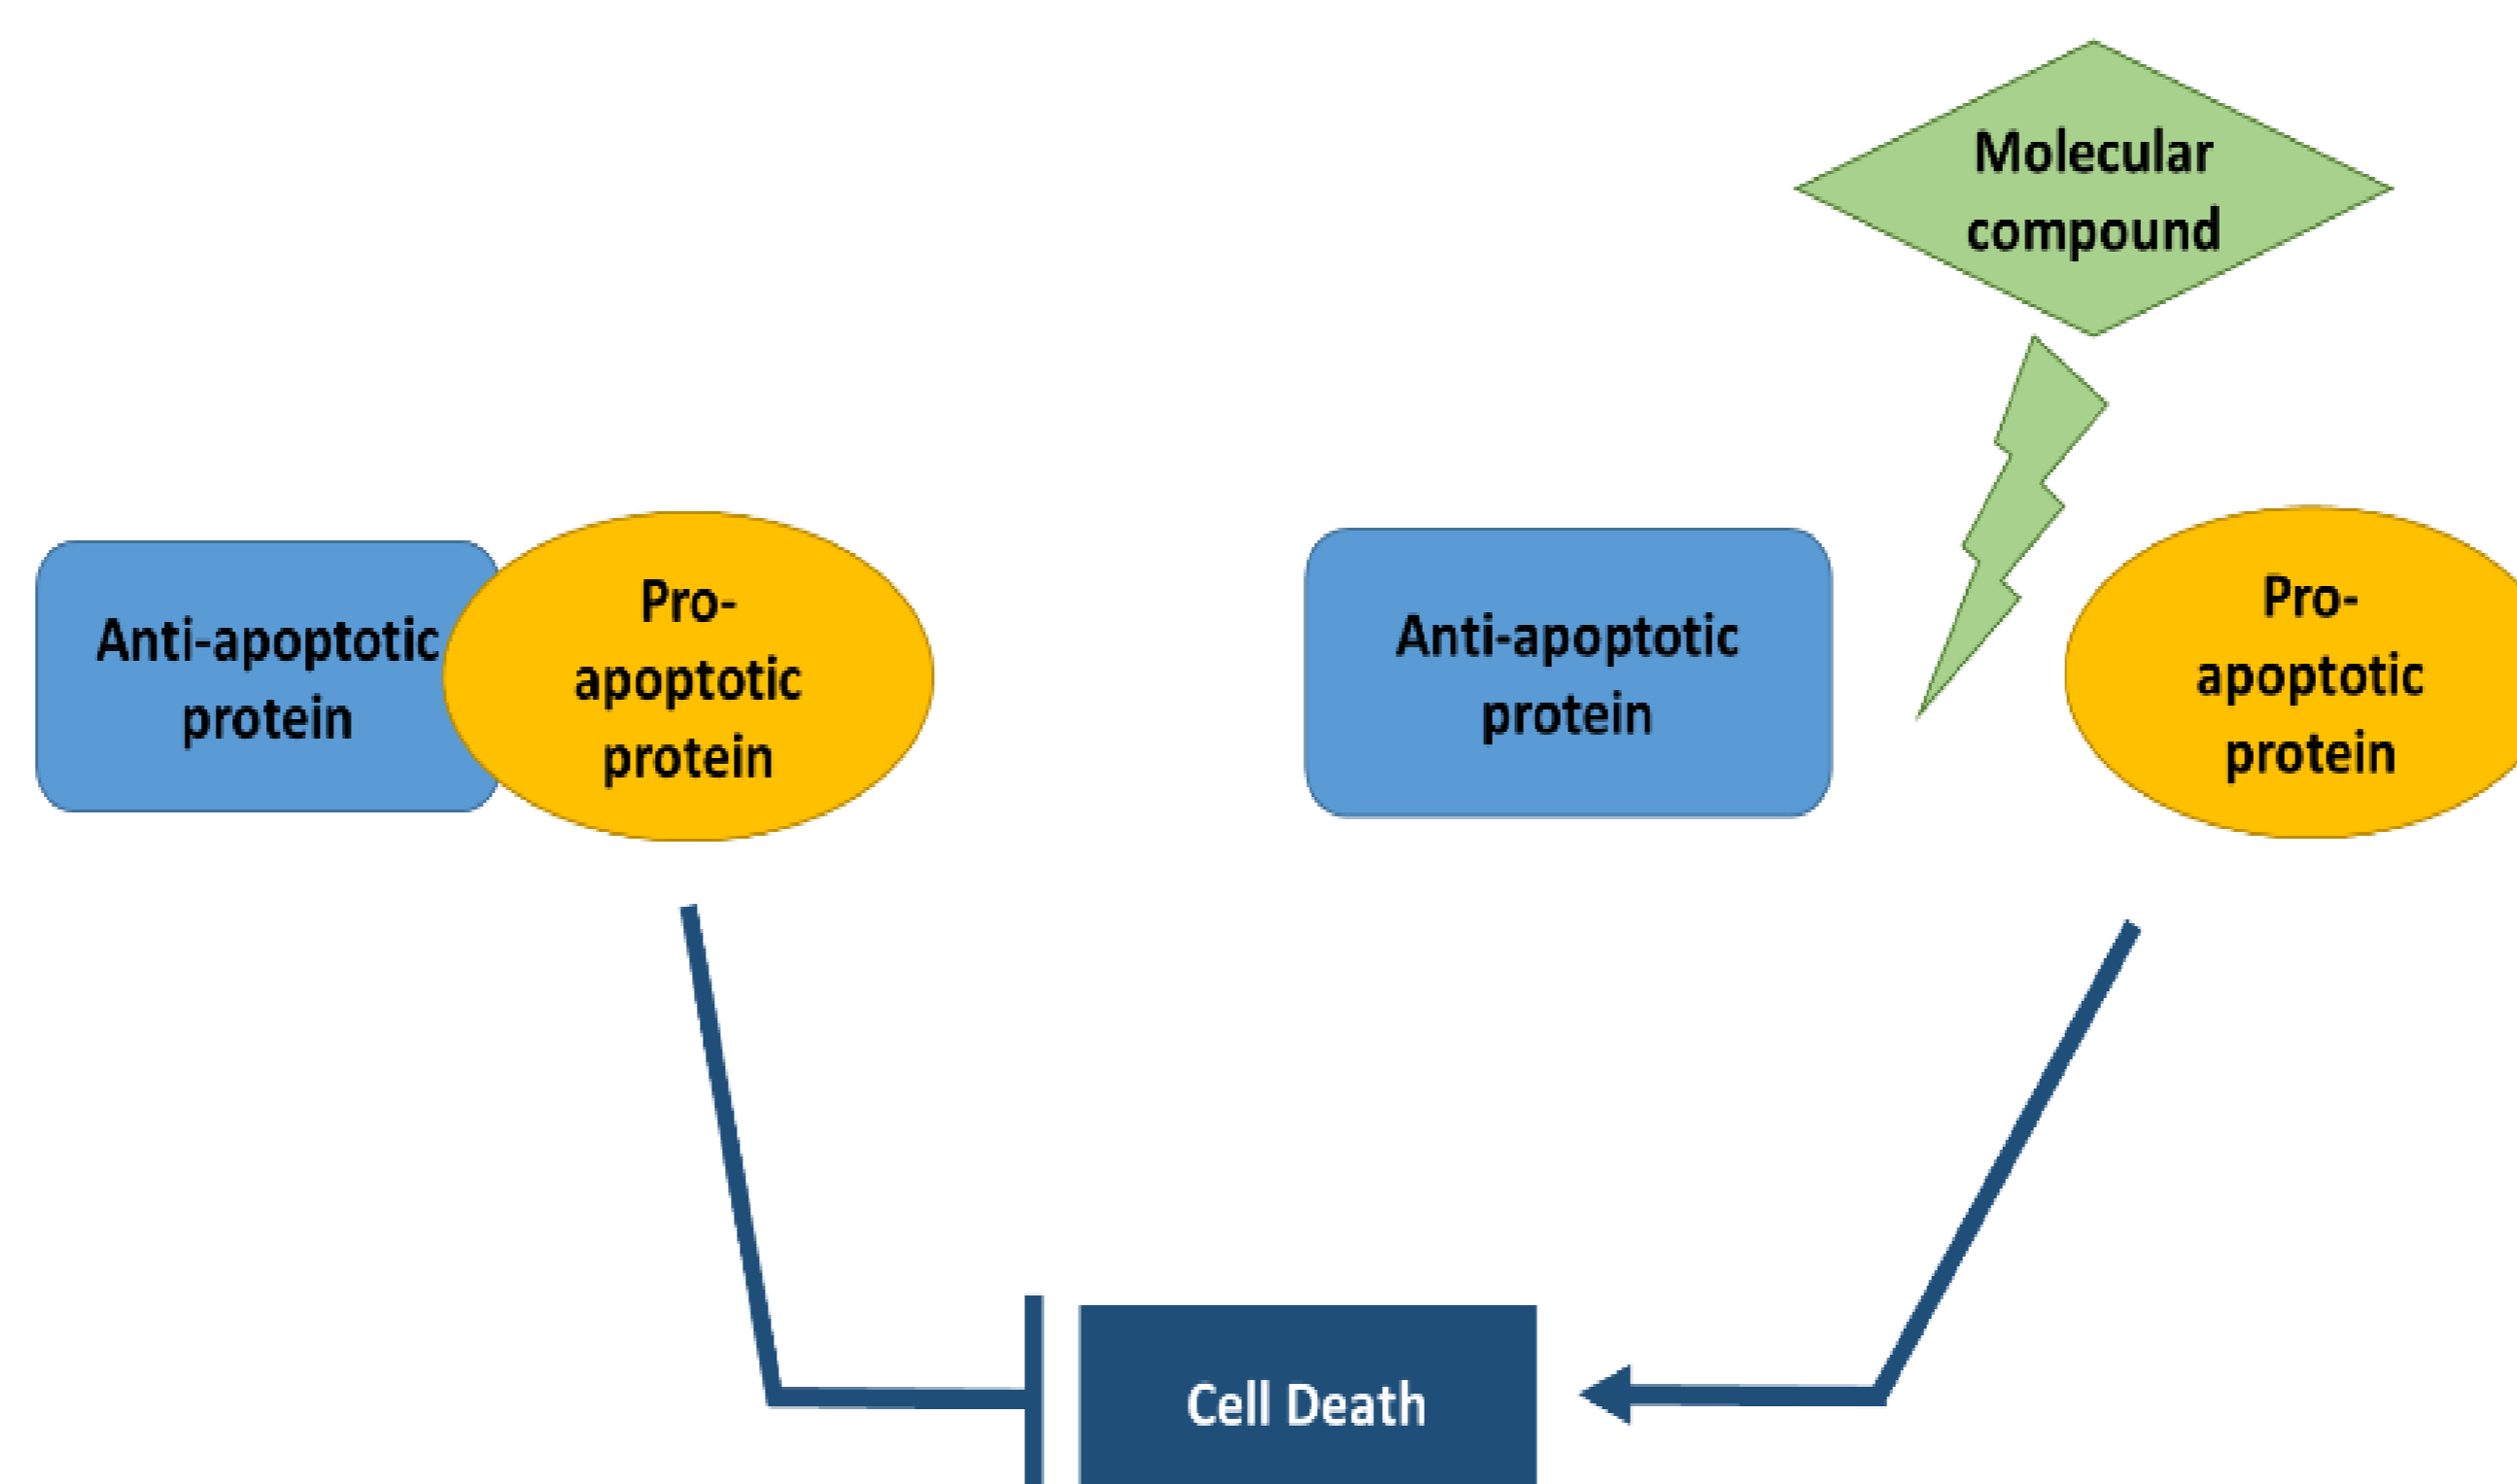 Molecular
compound
Anti-apoptotic
protein
Pro-
apoptotic
protein
Anti-apoptotic
protein
Pro-
apoptotic
protein
Cell Death